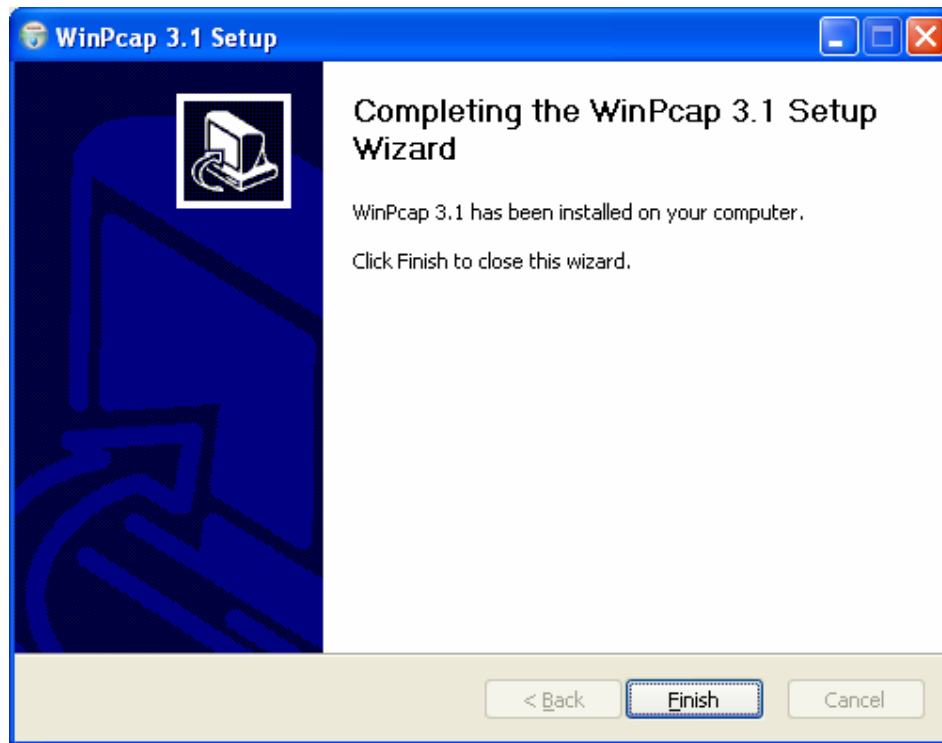 WinPcap 3.1 Setup
Completing the WinPcap 3.1 Setup
Wizard
WinPcap 3.1 has been installed on your computer.
Click Finish to close this wizard.
< Back Finish Cancel